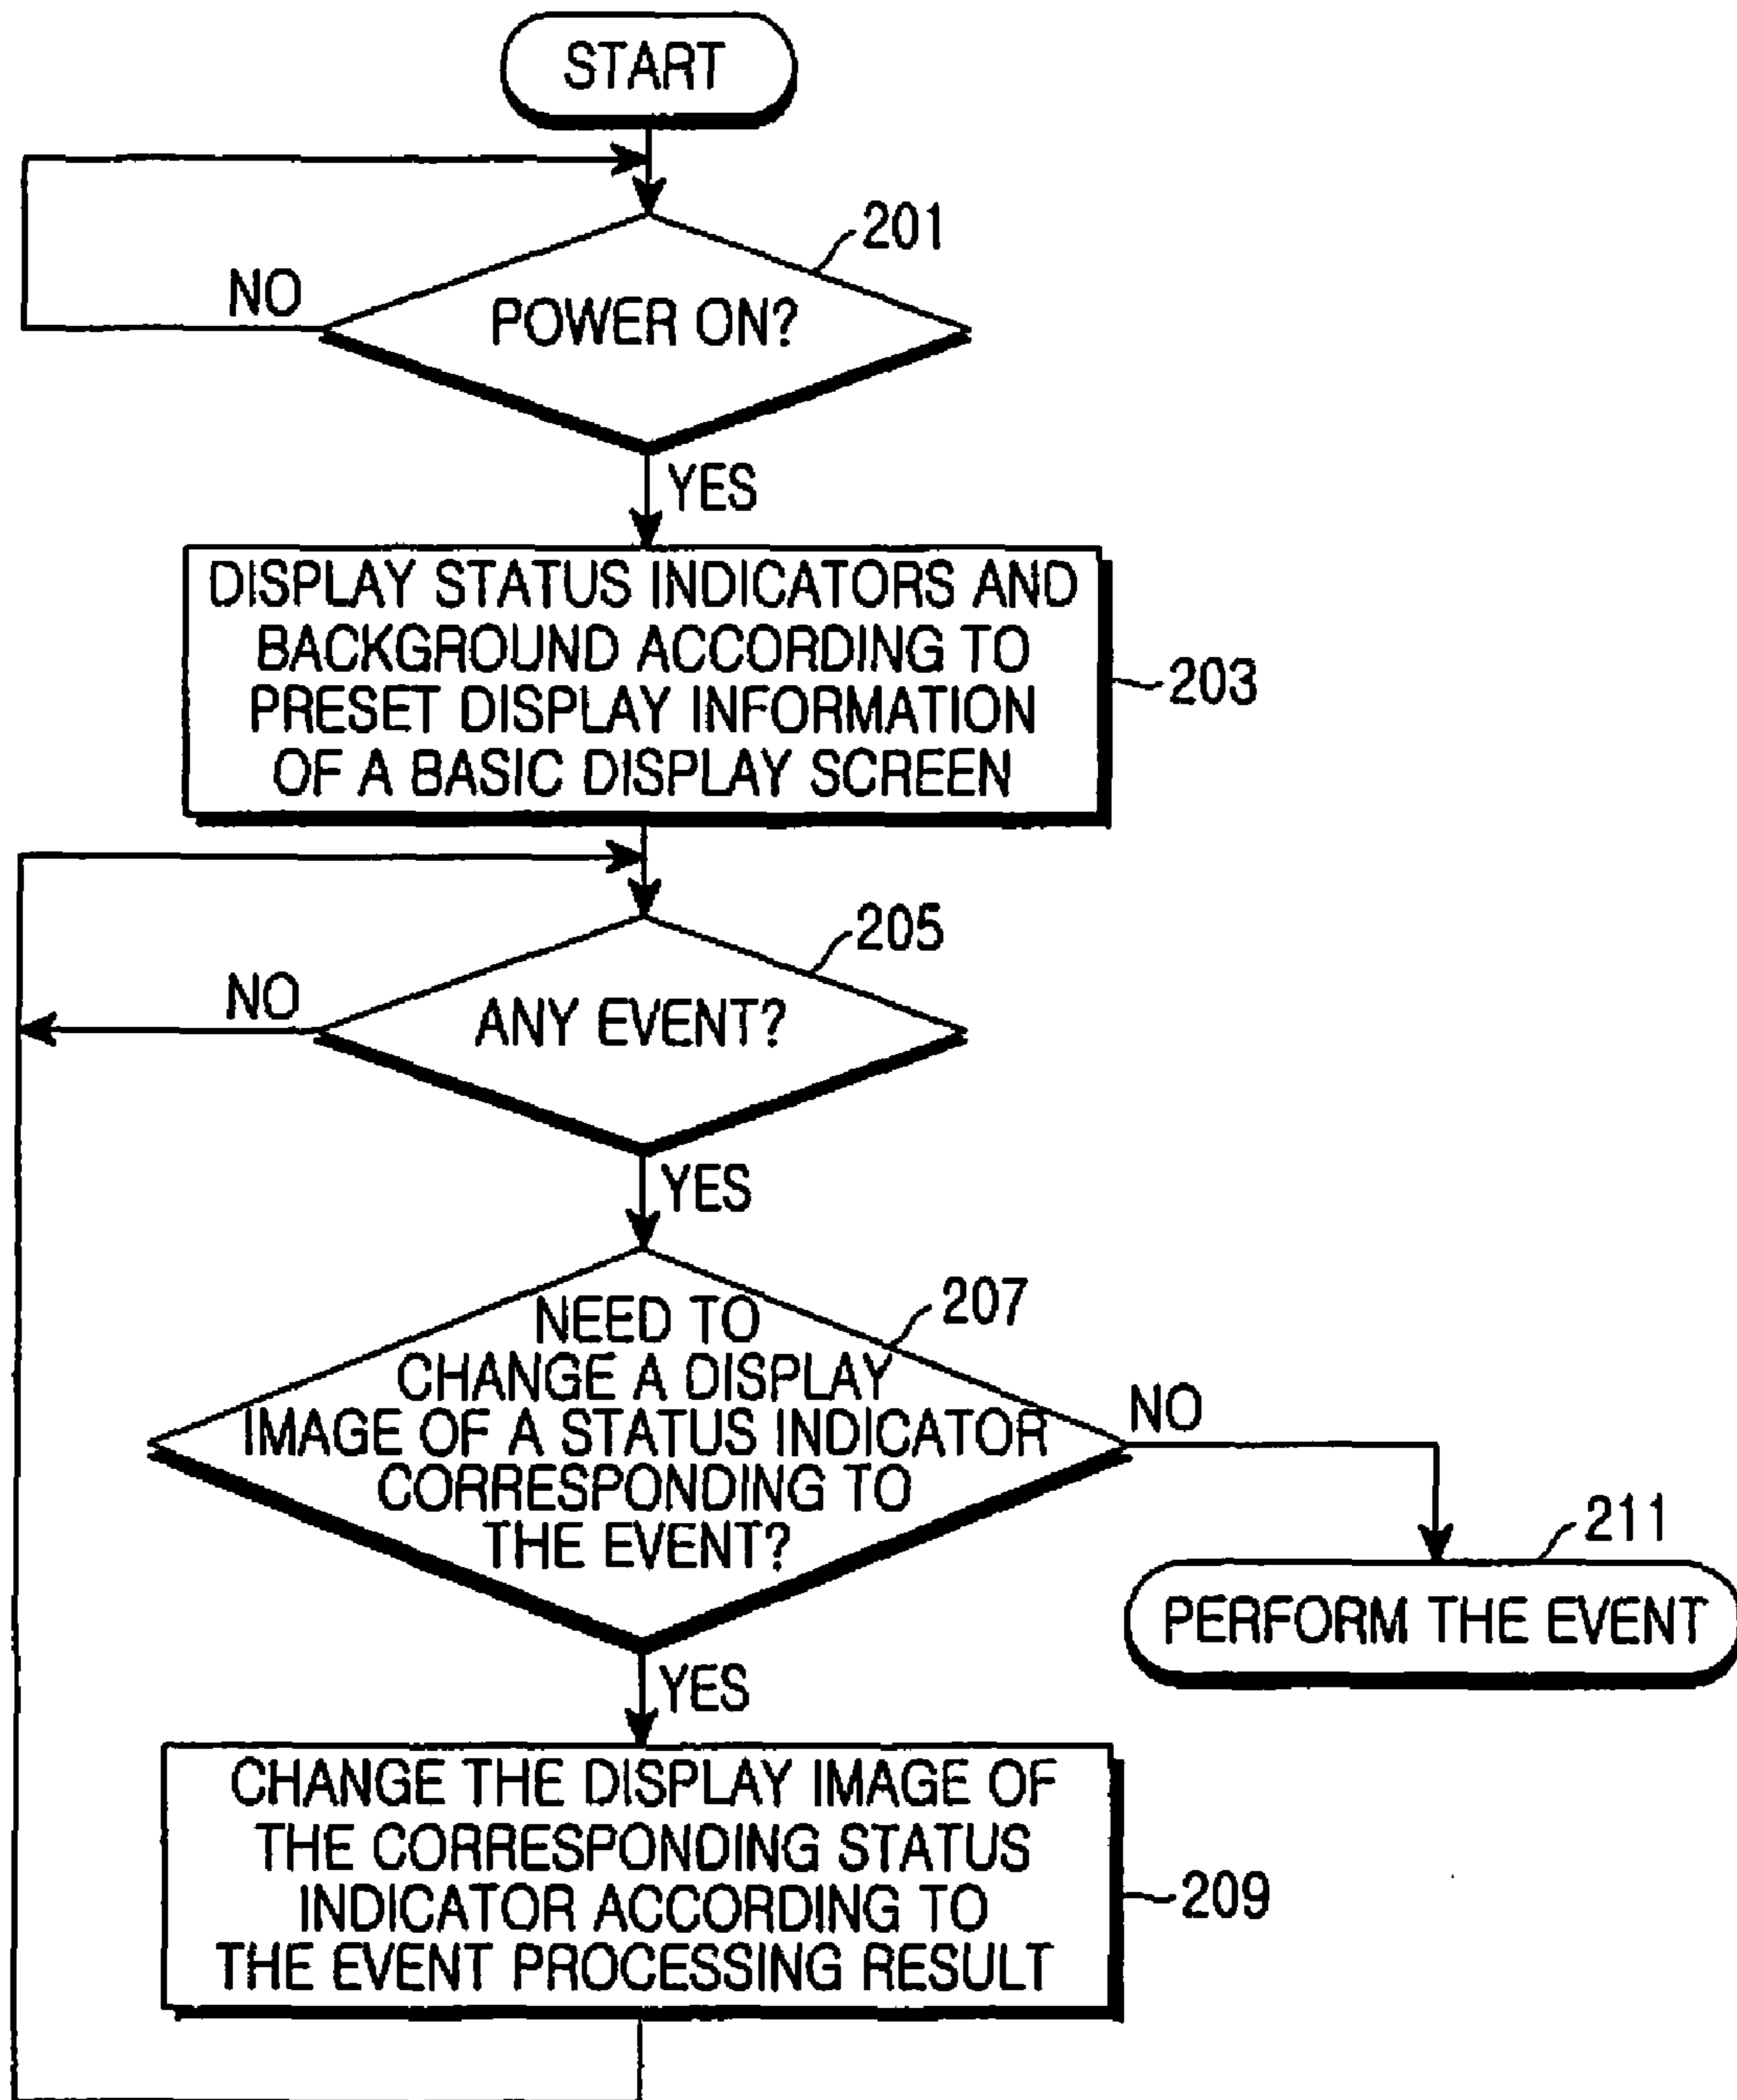 START
201
NO
POWER ON?
YES
DISPLAY STATUS INDICATORS AND
BACKGROUND ACCORDING TO
PRESET DISPLAY INFORMATION
OF A BASIC DISPLAY SCREEN
203
205
NO
ANY EVENT?
YES
207
NEED TO
CHANGE A DISPLAY
IMAGE OF A STATUS INDICATOR
CORRESPONDING TO
THE EVENT?
NO
211
PERFORM THE EVENT
YES
CHANGE THE DISPLAY IMAGE OF
THE CORRESPONDING STATUS
INDICATOR ACCORDING TO
THE EVENT PROCESSING RESULT
209